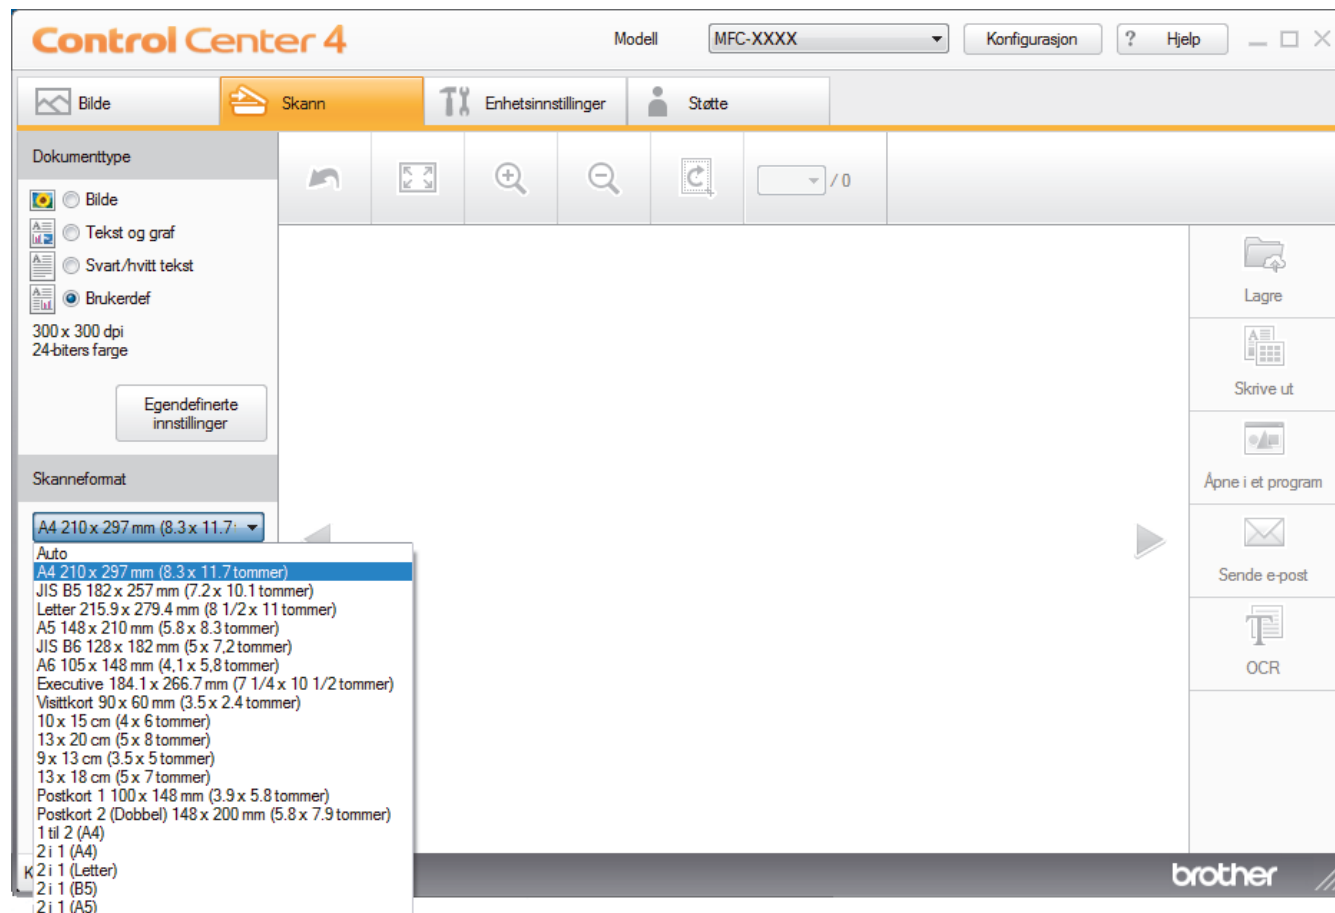 Control Center 4
Modell
MFC-XXXX
Konfigurasjon
? Hjelp
Bilde
Skann
Enhetsinnstillinger
Støtte
Dokumenttype
/ 0
Bilde
Tekst og graf
Svart/hvitt tekst
Brukerdef
300 x 300 dpi
24-biters farge
Egendefinerte
innstillinger
Skanneformat
A4 210 x 297 mm (8.3 x 11.7
Auto
A4 210 x 297 mm (8.3 x 11.7 tommer)
JIS B5 182 x 257 mm (7.2 x 10.1 tommer)
Letter 215.9 x 279.4 mm (8 1/2 x 11 tommer)
A5 148 x 210 mm (5.8 x 8.3 tommer)
JIS B6 128 x 182 mm (5 x 7,2 tommer)
A6 105 x 148 mm (4,1 x 5,8 tommer)
Executive 184.1 x 266.7 mm (7 1/4 x 10 1/2 tommer)
Visittkort 90 x 60 mm (3.5 x 2.4 tommer)
10 x 15 cm (4 x 6 tommer)
13 x 20 cm (5 x 8 tommer)
9 x 13 cm (3.5 x 5 tommer)
13 x 18 cm (5 x 7 tommer)
Postkort 1 100 x 148 mm (3.9 x 5.8 tommer)
Postkort 2 (Dobbel) 148 x 200 mm (5.8 x 7.9 tommer)
1 til 2 (A4)
2 i 1 (A4)
2 i 1 (Letter)
2 i 1 (B5)
2 i 1 (A5)
Lagre
Skrive ut
Åpne i et program
Sende e-post
OCR
K
brother